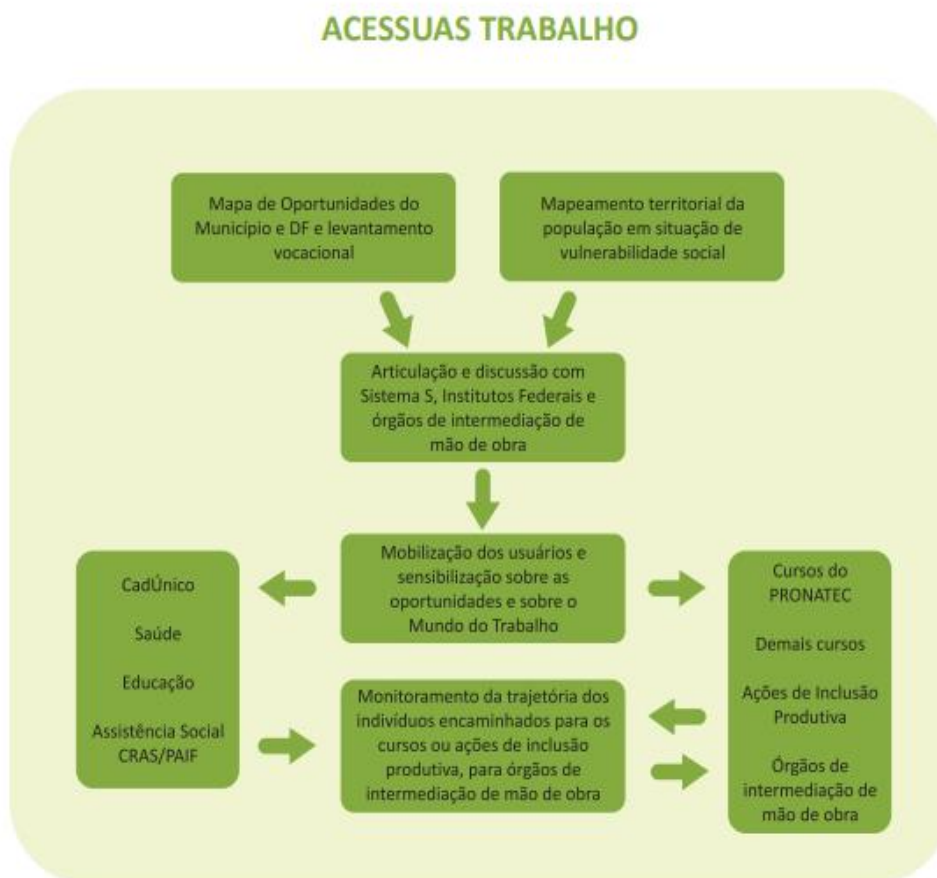 ACESSUAS TRABALHO
Mapa de Oportunidades do
Município e DF e levantamento
vocacional
Mapeamento territorial da
população em situação de
vulnerabilidade social
Articulação e discussão com
Sistema S, Institutos Federais e
órgãos de intermediação de
mão de obra
Mobilização dos usuários e
sensibilização sobre as
oportunidades e sobre o
Mundo do Trabalho
CadÚnico
Saúde
Educação
Assistência Social
CRAS/PAIF
Cursos do
PRONATEC
Demais cursos
Ações de Inclusão
Produtiva
Órgãos de
intermediação de
mão de obra
Monitoramento da trajetória dos
indivíduos encaminhados para os
cursos ou ações de inclusão
produtiva, para órgãos de
intermediação de mão de obra